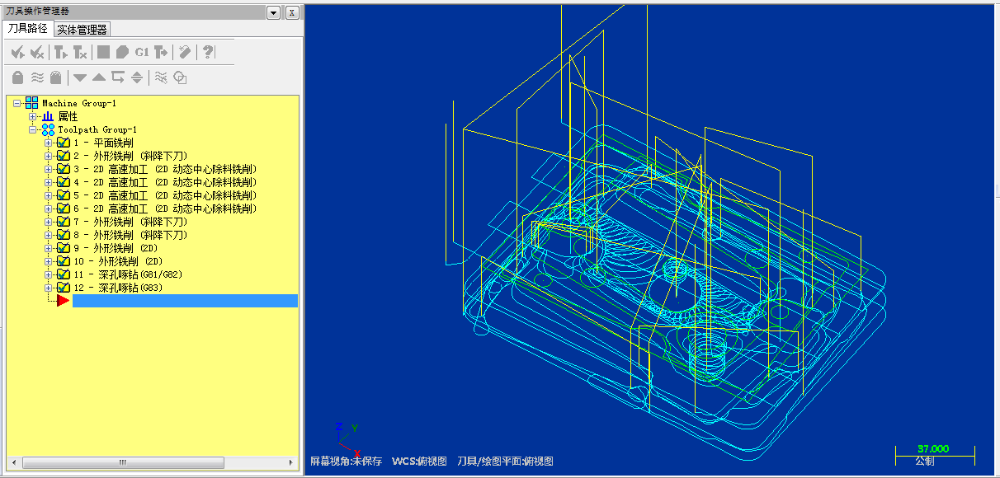 刀具操作管理器
刀具路径 实体管理器
G1
Machine Group-1
属性
Toolpath Group-1
1 - 平面铣削
2 - 外形铣削 (斜降下刀)
3 - 2D 高速加工 (2D 动态中心除料铣削)
4 - 2D 高速加工 (2D 动态中心除料铣削)
5 - 2D 高速加工 (2D 动态中心除料铣削)
6 - 2D 高速加工 (2D 动态中心除料铣削)
7 - 外形铣削 (斜降下刀)
8 - 外形铣削 (斜降下刀)
9 - 外形铣削 (2D)
10 - 外形铣削 (2D)
11 - 深孔啄钻(G81/G82)
12 - 深孔啄钻(G83)
Z
Y
X
屏幕视角:未保存 WCS:俯视图 刀具/绘图平面:俯视图
37.000
公制